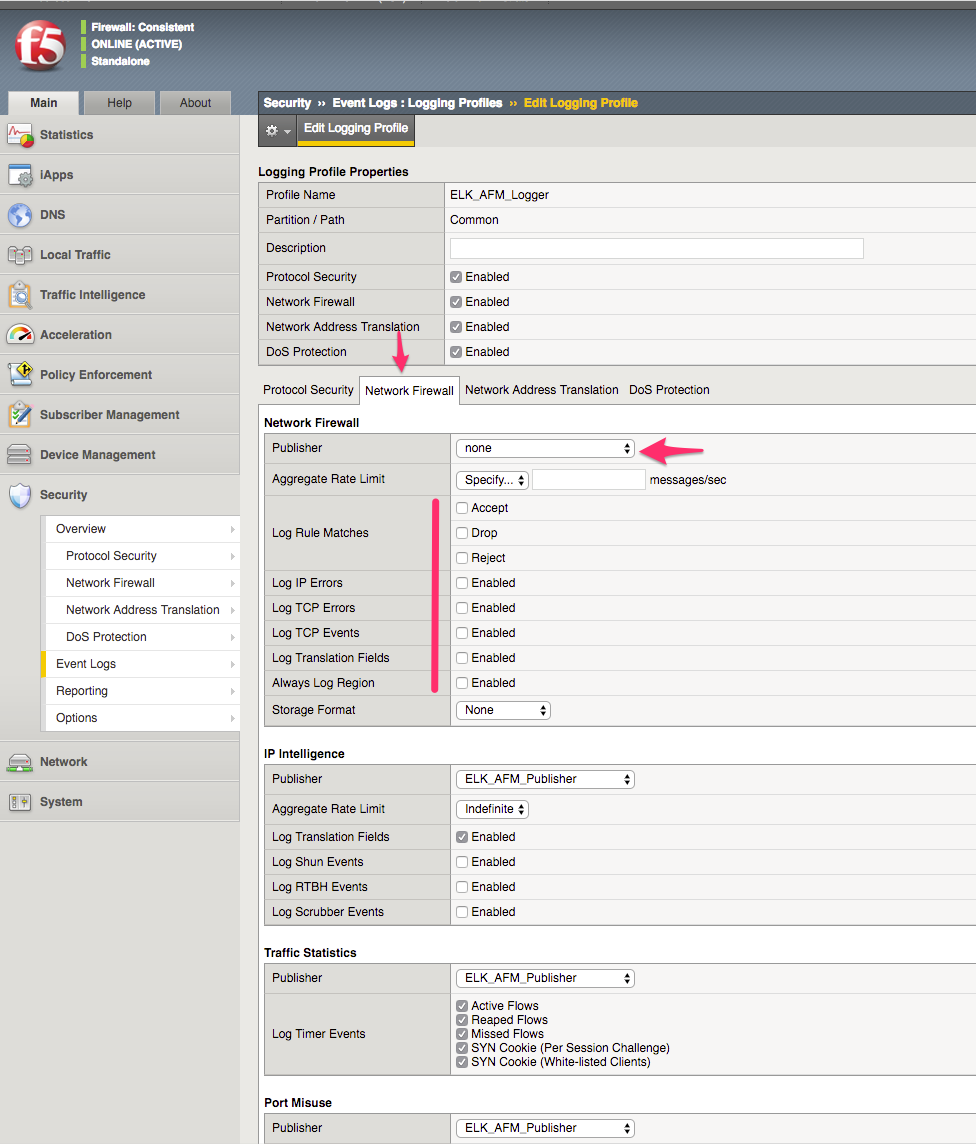 f5
Firewall: Consistent
ONLINE (ACTIVE)
Standalone
Main
Help
About
Statistics
iApps
DNS
Local Traffic
Traffic Intelligence
Acceleration
Policy Enforcement
Subscriber Management
Device Management
Security
Overview
Protocol Security
Network Firewall
Network Address Translation
DoS Protection
Event Logs
Reporting
Options
Network
System
Security ›› Event Logs : Logging Profiles ›› Edit Logging Profile
Edit Logging Profile
Logging Profile Properties
Profile Name ELK_AFM_Logger
Partition / Path Common
Description
Protocol Security Enabled
Network Firewall Enabled
Network Address Translation Enabled
DoS Protection Enabled
Protocol Security Network Firewall Network Address Translation DoS Protection
Network Firewall
Publisher none
Aggregate Rate Limit Specify... messages/sec
Log Rule Matches
Accept
Drop
Reject
Log IP Errors Enabled
Log TCP Errors Enabled
Log TCP Events Enabled
Log Translation Fields Enabled
Always Log Region Enabled
Storage Format None
IP Intelligence
Publisher ELK_AFM_Publisher
Aggregate Rate Limit Indefinite
Log Translation Fields Enabled
Log Shun Events Enabled
Log RTBH Events Enabled
Log Scrubber Events Enabled
Traffic Statistics
Publisher ELK_AFM_Publisher
Log Timer Events
Active Flows
Reaped Flows
Missed Flows
SYN Cookie (Per Session Challenge)
SYN Cookie (White-listed Clients)
Port Misuse
Publisher ELK_AFM_Publisher